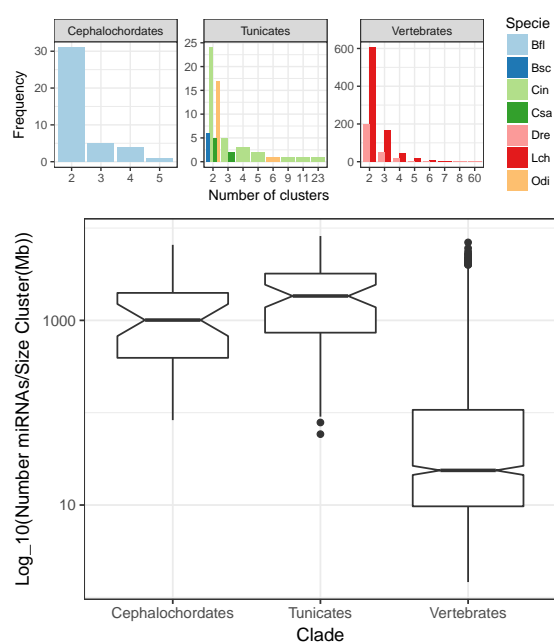 Cephalochordates Tunicates Vertebrates
Specie
Frequency
0
10
20
30
2 3 4 5
0
5
10
15
20
25
2 3 4 5 6 9 11 23
0
200
400
600
2 3 4 5 6 7 8 60
Number of clusters
Bfl
Bsc
Cin
Csa
Dre
Lch
Odi
Log_10(Number miRNAs/Size Cluster(Mb))
1000
10
Cephalochordates Tunicates Vertebrates
Clade